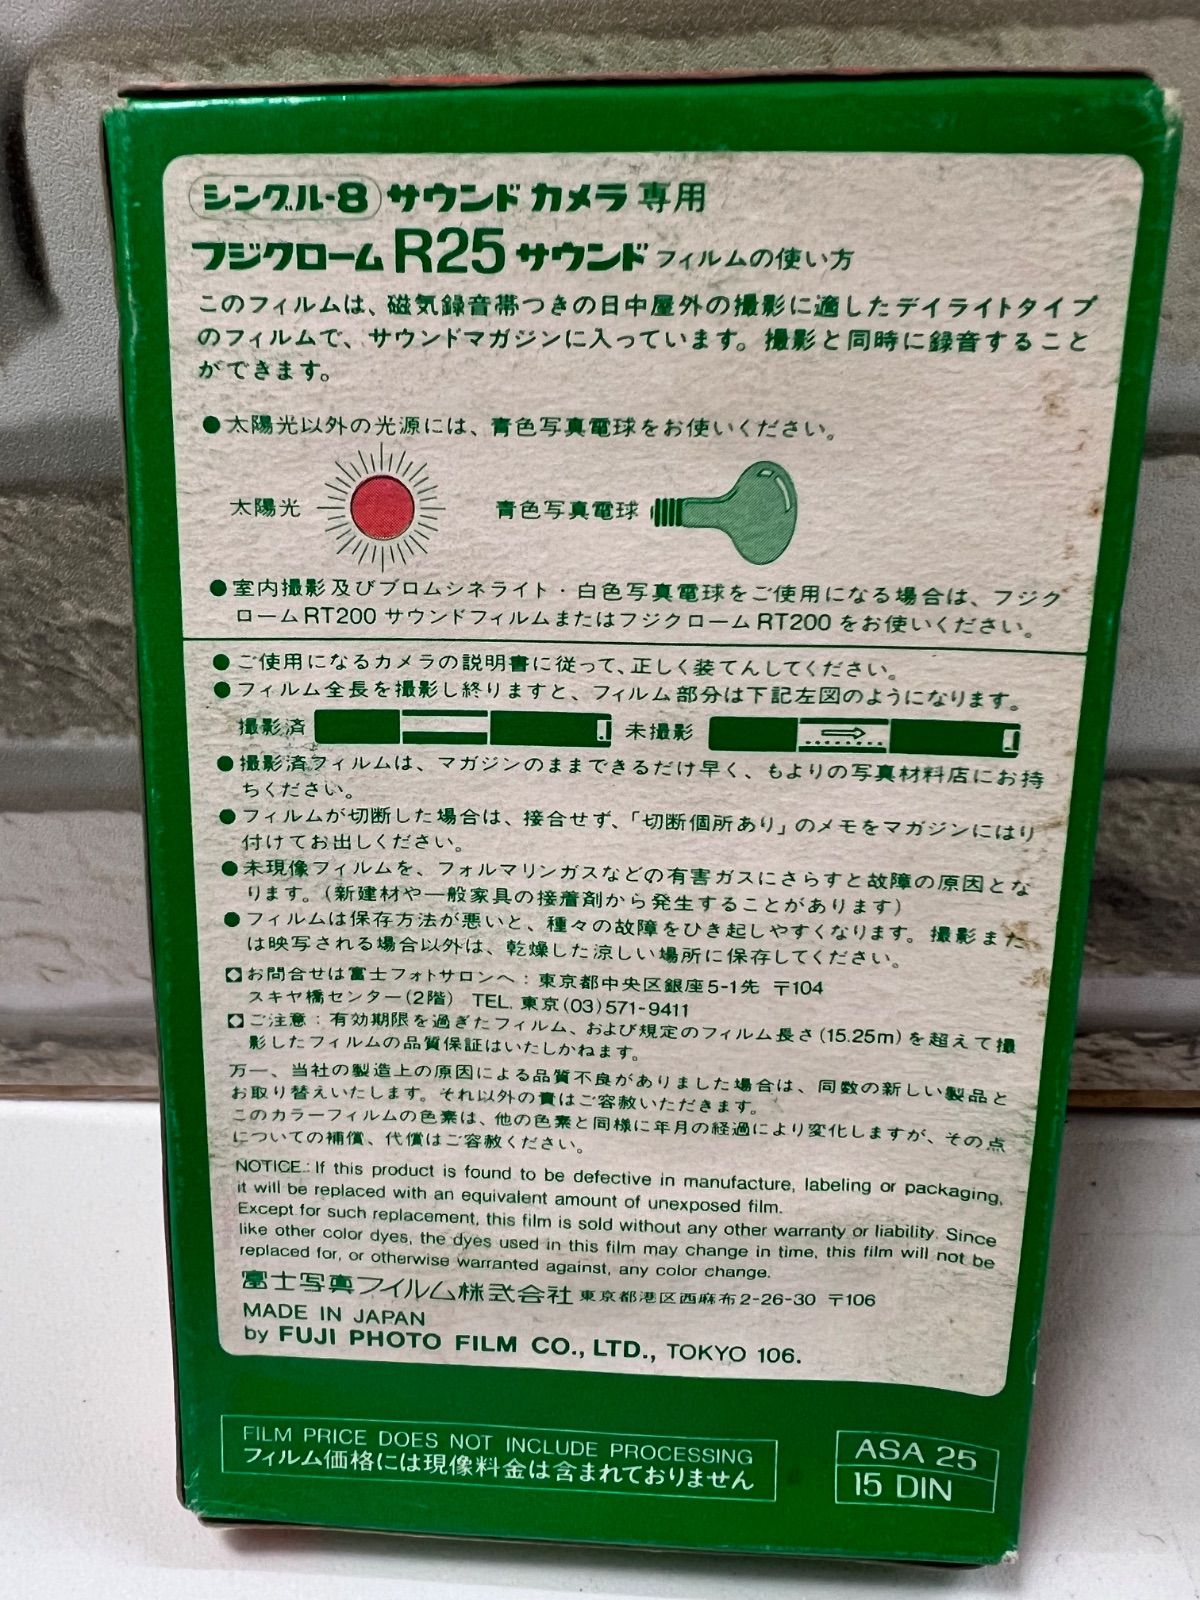 シングル-8 サウンド カメラ 専用
フジクローム R25 サウンド フィルムの使い方
このフィルムは、磁気録音帯つきの日中屋外の撮影に適したデイライトタイプ
のフィルムで、サウンドマガジンに入っています。撮影と同時に録音すること
ができます。
●太陽光以外の光源には、青色写真電球をお使いください。
太陽光 青色写真電球
●室内撮影及びブロムシネライト・白色写真電球をご使用になる場合は、フジク
ロームRT200 サウンドフィルムまたはフジクロームRT200 をお使いください。
●ご使用になるカメラの説明書に従って、正しく装てんしてください。
●フィルム全長を撮影し終りますと、フィルム部分は下記左図のようになります。
撮影済 未撮影
●撮影済フィルムは、マガジンのままできるだけ早く、もよりの写真材料店にお持
ちください。
●フィルムが切断した場合は、接合せず、「切断個所あり」のメモをマガジンにはり
付けてお出しください。
●未現像フィルムを、フォルマリンガスなどの有害ガスにさらすと故障の原因とな
ります。(新建材や一般家具の接着剤から発生することがあります)
●フィルムは保存方法が悪いと、種々の故障をひき起しやすくなります。撮影また
は映写される場合以外は、乾燥した涼しい場所に保存してください。
お問合せは富士フォトサロンへ:東京都中央区銀座5-1先 〒104
スキヤ橋センター(2階) TEL. 東京(03)571-9411
ご注意:有効期限を過ぎたフィルム、および規定のフィルム長さ(15.25m)を超えて撮
影したフィルムの品質保証はいたしかねます。
万一、当社の製造上の原因による品質不良がありました場合は、同数の新しい製品と
お取り替えいたします。それ以外の責はご容赦いただきます。
このカラーフィルムの色素は、他の色素と同様に年月の経過により変化しますが、その点
についての補償、代償はご容赦ください。
NOTICE.: If this product is found to be defective in manufacture, labeling or packaging,
it will be replaced with an equivalent amount of unexposed film.
Except for such replacement, this film is sold without any other warranty or liability. Since
like other color dyes, the dyes used in this film may change in time, this film will not be
replaced for, or otherwise warranted against, any color change.
富士写真フイルム株式会社 東京都港区西麻布2-26-30 〒106
MADE IN JAPAN
by FUJI PHOTO FILM CO., LTD., TOKYO 106.
FILM PRICE DOES NOT INCLUDE PROCESSING
フィルム価格には現像料金は含まれておりません
ASA 25
15 DIN